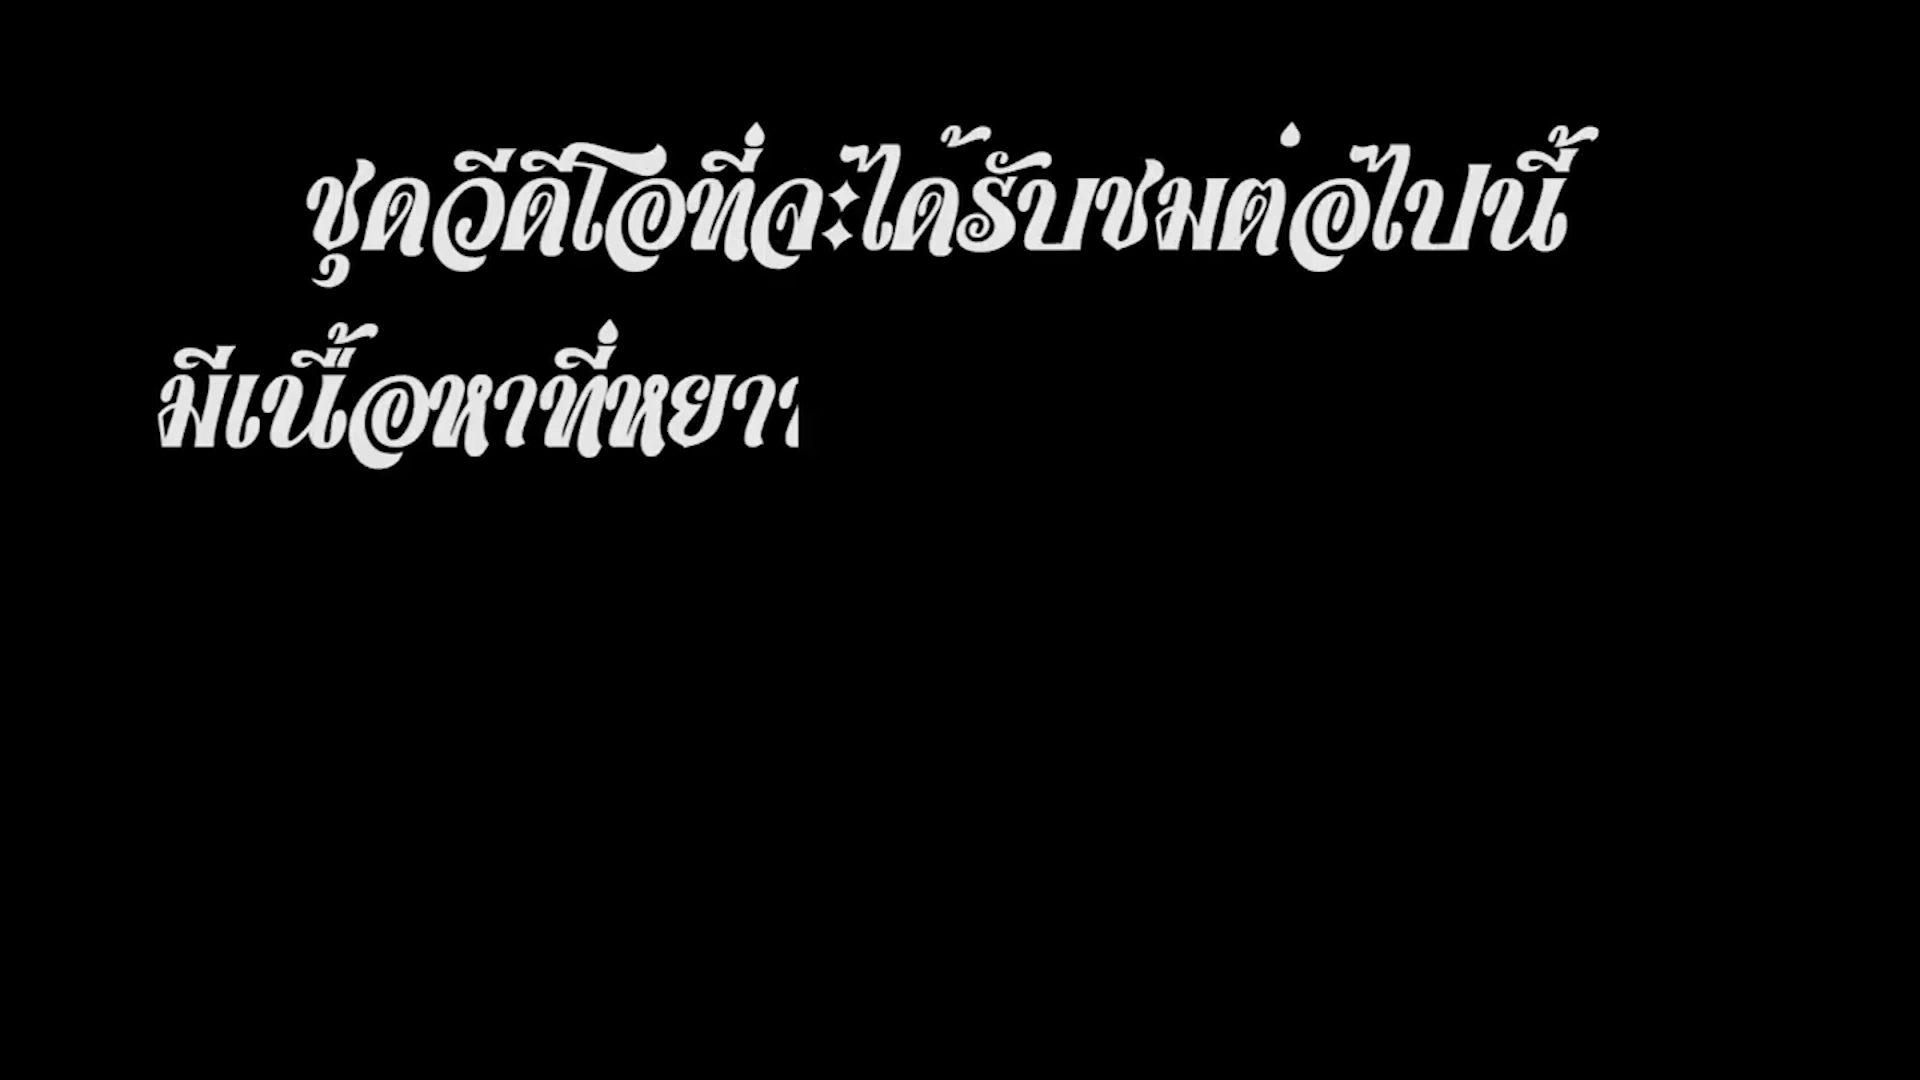 ชุดวีดีโอที่จะได้รับชมต่อไปนี้
มีเนื้อหาที่หยา